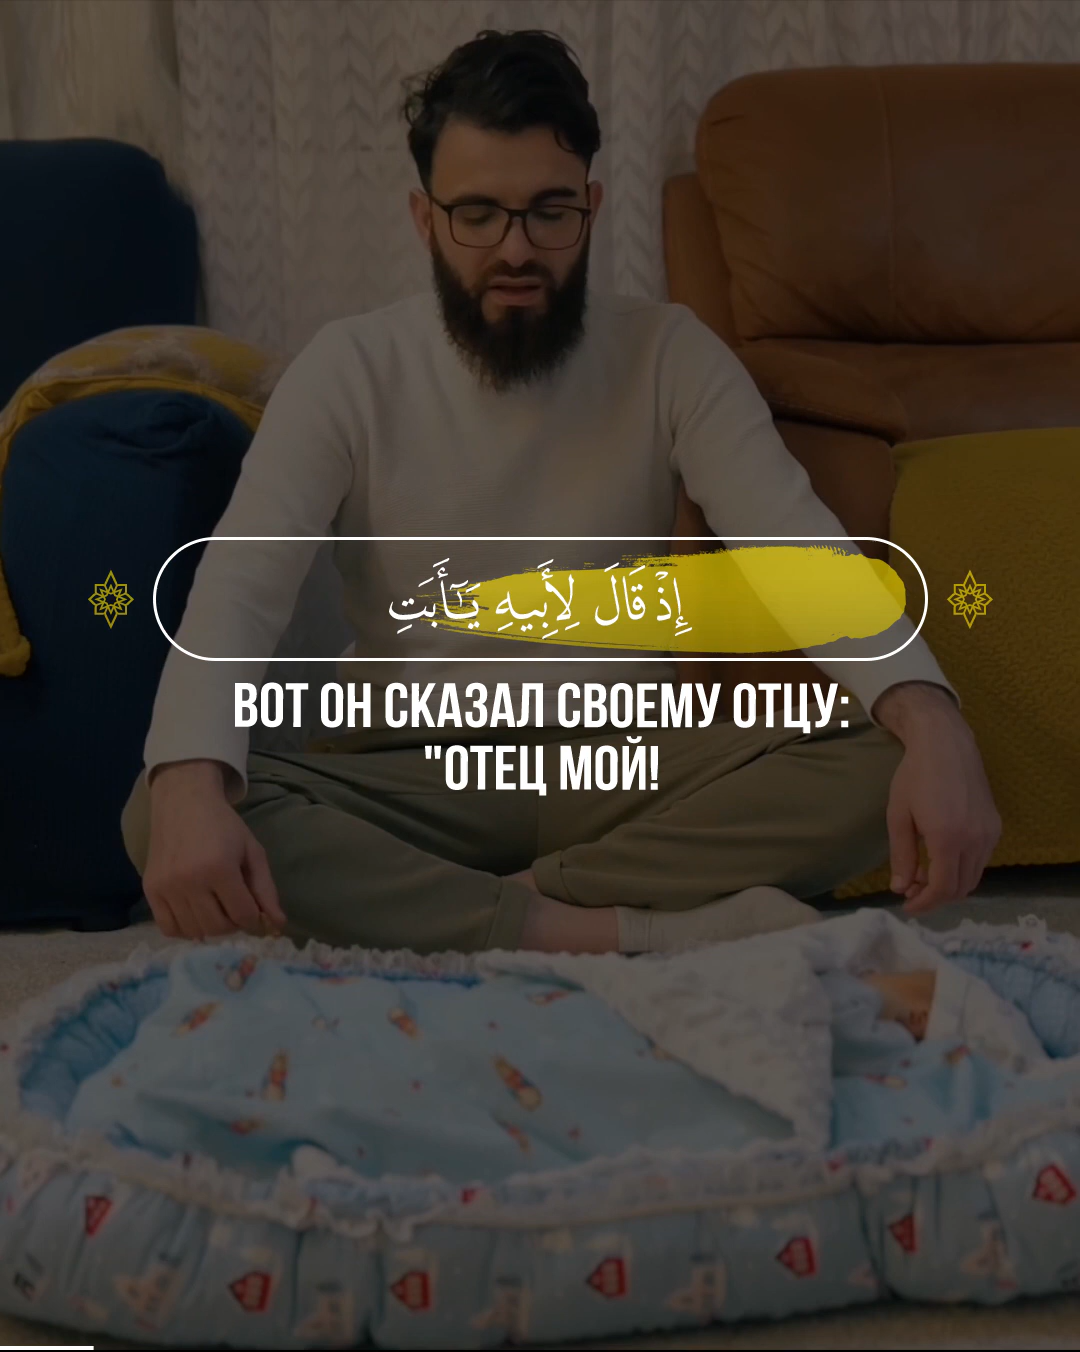 إِذْ قَالَ لِأَبِيهِ يَـٰٓأَبَتِ
ВОТ ОН СКАЗАЛ СВОЕМУ ОТЦУ:
"ОТЕЦ МОЙ!